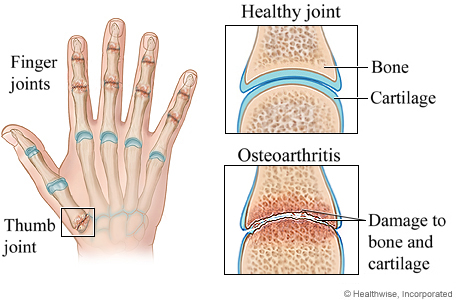 Healthy joint
Finger
joints
Bone
Cartilage
Osteoarthritis
Thumb
joint
Damage to
bone and
cartilage
© Healthwise, Incorporated